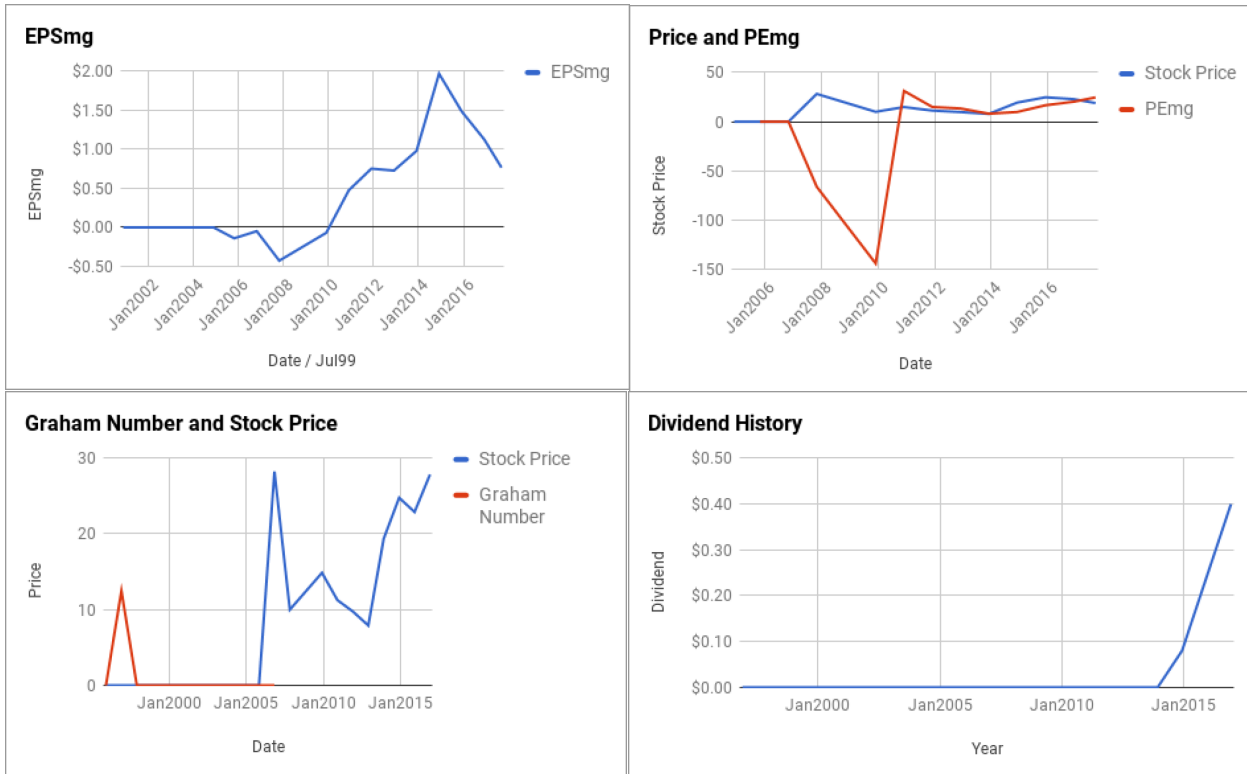 EPSmg
EPSmg
$2.00
$1.50
$1.00
$0.50
$0.00
-$0.50
EPSmg
Jan2002
Jan2004
Jan2006
Jan2008
Jan2010
Jan2012
Jan2014
Jan2016
Date / Jul99
Price and PEmg
Stock Price
PEmg
50
0
-50
-100
-150
Stock Price
Jan2006
Jan2008
Jan2010
Jan2012
Jan2014
Jan2016
Date
Graham Number and Stock Price
Stock Price
Graham
Number
30
20
10
0
Price
Jan2000
Jan2005
Jan2010
Jan2015
Date
Dividend History
$0.50
$0.40
$0.30
$0.20
$0.10
$0.00
Dividend
Jan2000
Jan2005
Jan2010
Jan2015
Year